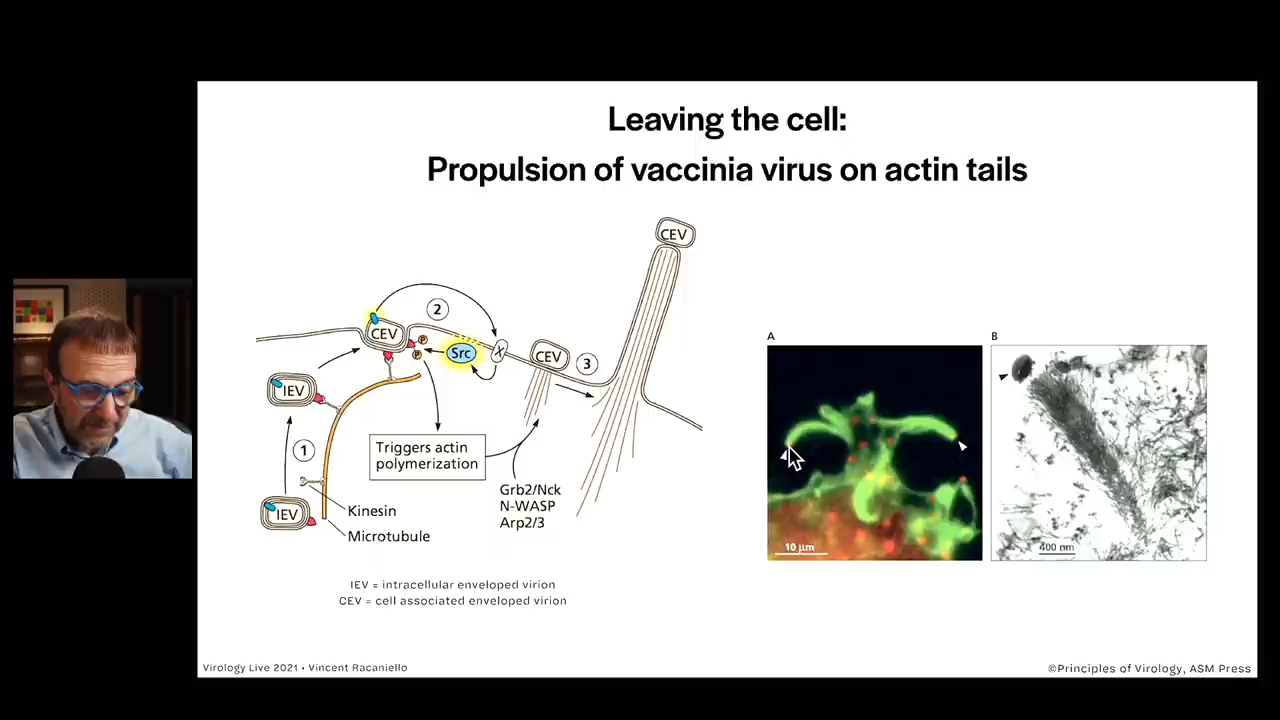 Leaving the cell:
Propulsion of vaccinia virus on actin tails
CEV
2
CEV
P
P
Src
X
CEV
3
IEV
1
Triggers actin
polymerization
Grb2/Nck
N-WASP
Arp2/3
IEV
Kinesin
Microtubule
IEV = intracellular enveloped virion
CEV = cell associated enveloped virion
A
B
10 µm
400 nm
Virology Live 2021 • Vincent Racaniello
©Principles of Virology, ASM Press